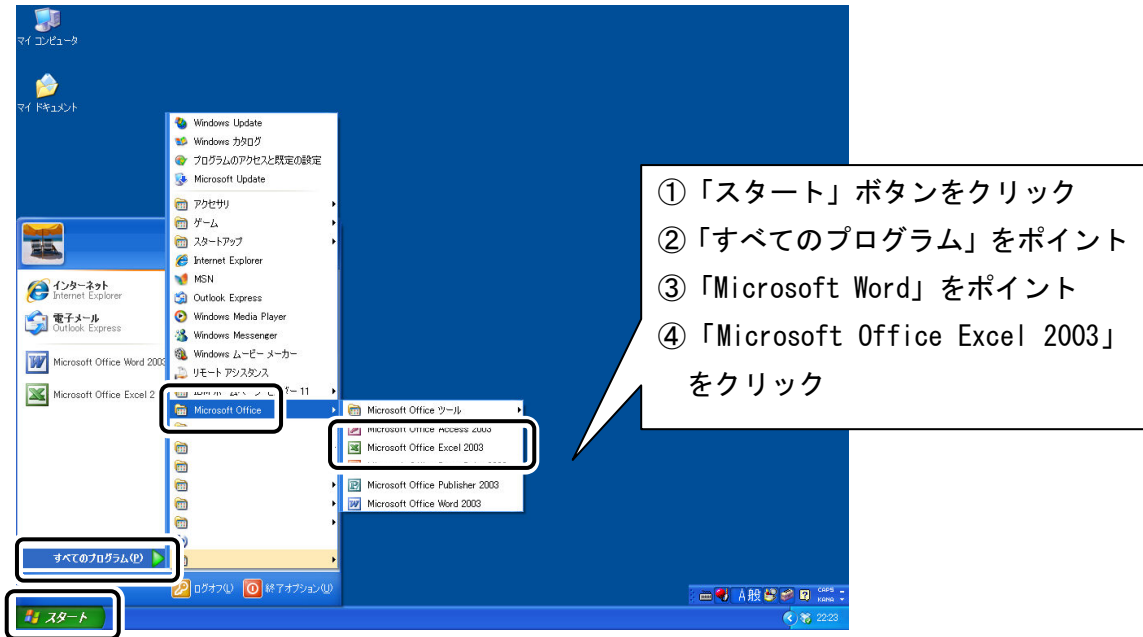 マイ コンピュータ
マイ ドキュメント
Windows Update
Windows カタログ
プログラムのアクセスと既定の設定
Microsoft Update
アクセサリ
ゲーム
スタートアップ
Internet Explorer
MSN
Outlook Express
Windows Media Player
Windows Messenger
Windows ムービー メーカー
リモート アシスタンス
Microsoft Office
インターネット
Internet Explorer
電子メール
Outlook Express
Microsoft Office Word 2003
Microsoft Office Excel 2
すべてのプログラム(P)
Microsoft Office ツール
Microsoft Office Access 2003
Microsoft Office Excel 2003
Microsoft Office Publisher 2003
Microsoft Office Word 2003
①「スタート」ボタンをクリック
②「すべてのプログラム」をポイント
③「Microsoft Word」をポイント
④「Microsoft Office Excel 2003」
をクリック
ログオフ(L)
終了オプション(U)
スタート
A 般
CAPS
KANA
22:23